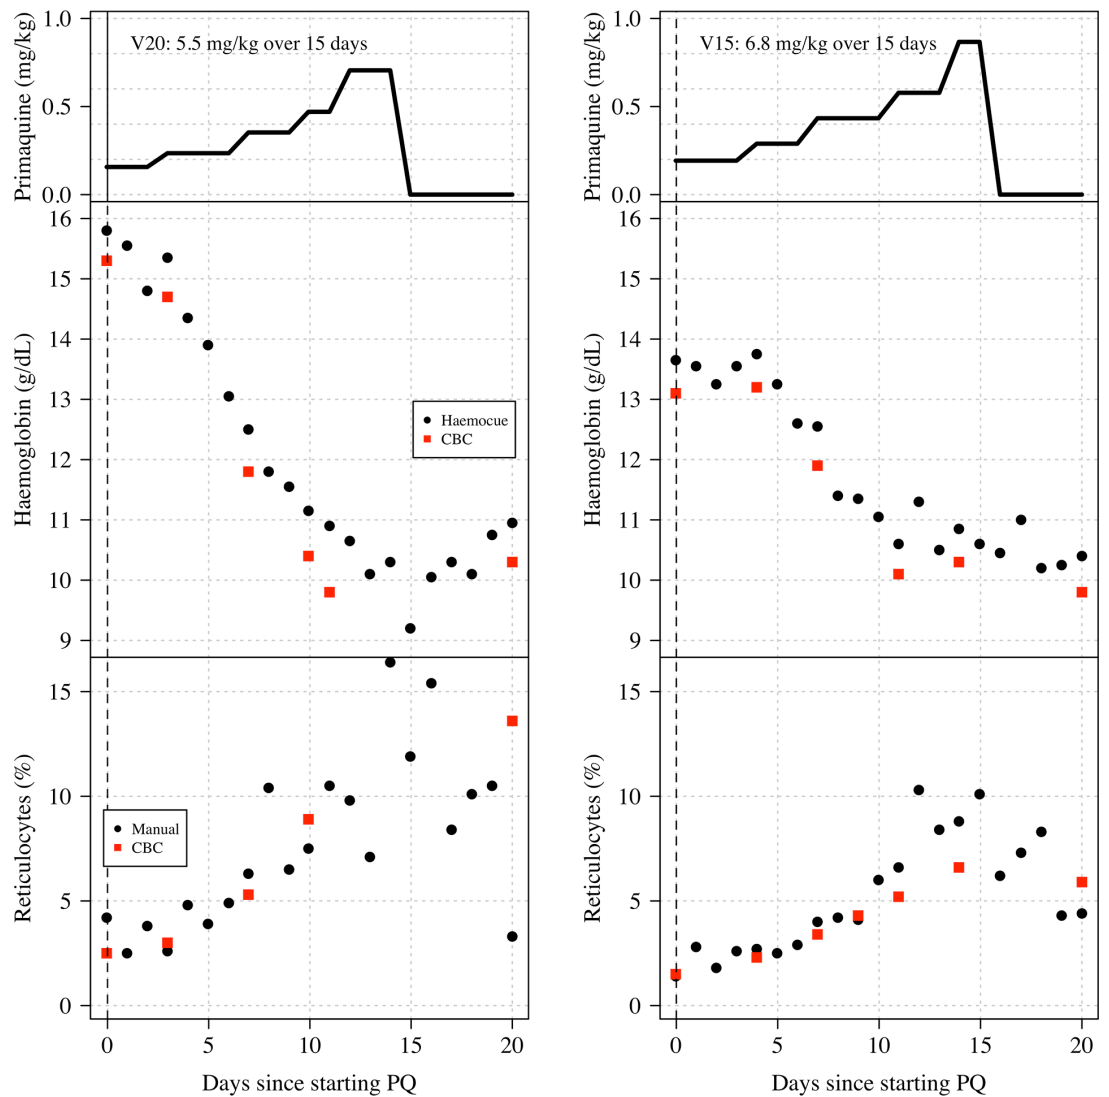 Primaquine (mg/kg)
1.0
0.5
0.0
V20: 5.5 mg/kg over 15 days
Haemoglobin (g/dL)
16
15
14
13
12
11
10
9
Haemocue
CBC
Reticulocytes (%)
15
10
5
0
Manual
CBC
0 5 10 15 20
Days since starting PQ
Primaquine (mg/kg)
1.0
0.5
0.0
V15: 6.8 mg/kg over 15 days
Haemoglobin (g/dL)
16
15
14
13
12
11
10
9
Reticulocytes (%)
15
10
5
0
0 5 10 15 20
Days since starting PQ